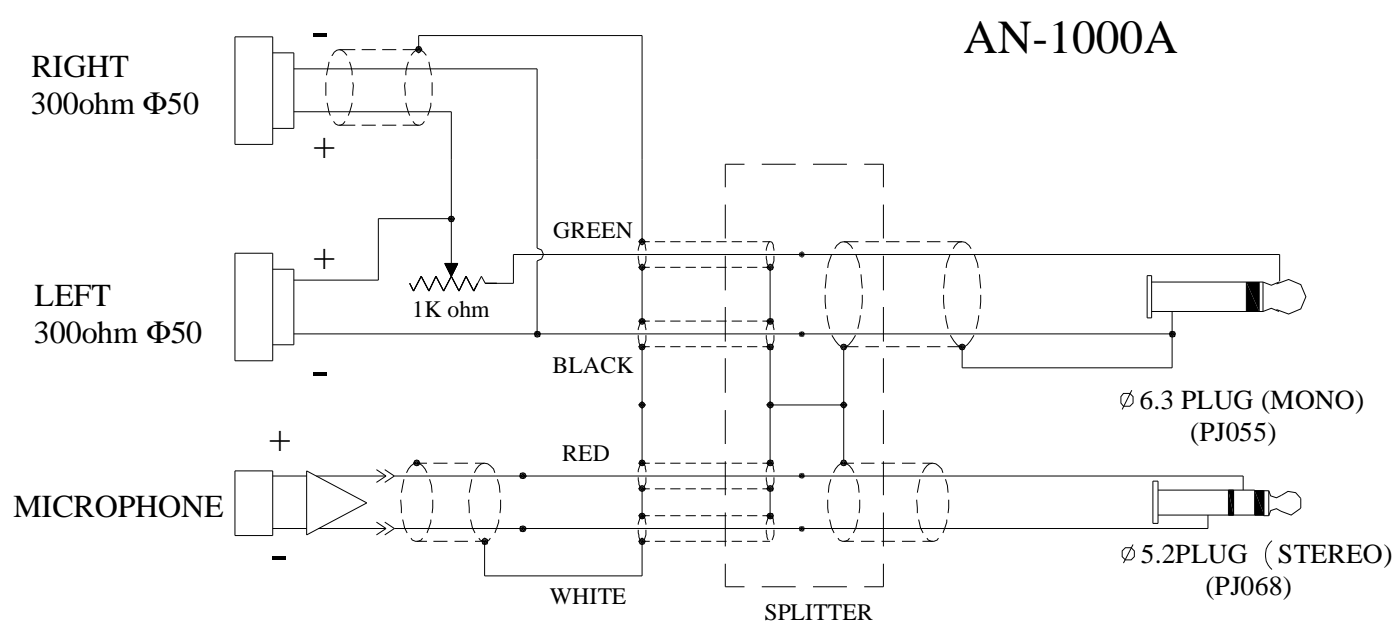 AN-1000A
-
RIGHT
300ohm Φ50
+
GREEN
+
LEFT
1K ohm
300ohm Φ50
-
BLACK
∅6.3 PLUG (MONO)
(PJ055)
+
RED
MICROPHONE
-
∅5.2PLUG (STEREO)
(PJ068)
WHITE
SPLITTER